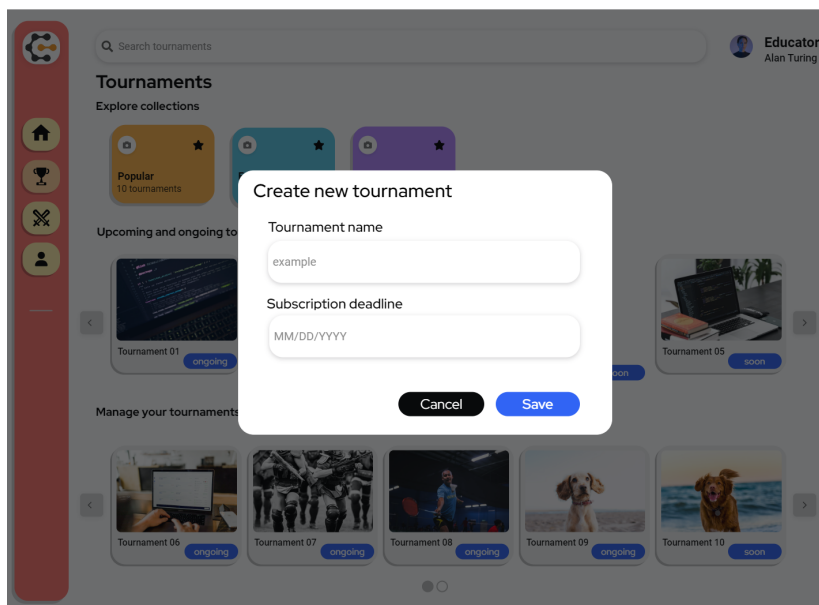 Search tournaments
Educator
Alan Turing
Tournaments
Explore collections
Popular
10 tournaments
Create new tournament
Tournament name
example
Subscription deadline
MM/DD/YYYY
Cancel
Save
Upcoming and ongoing to
Tournament 01
ongoing
oon
Tournament 05
soon
Manage your tournaments
Tournament 06
ongoing
Tournament 07
ongoing
Tournament 08
ongoing
Tournament 09
ongoing
Tournament 10
soon